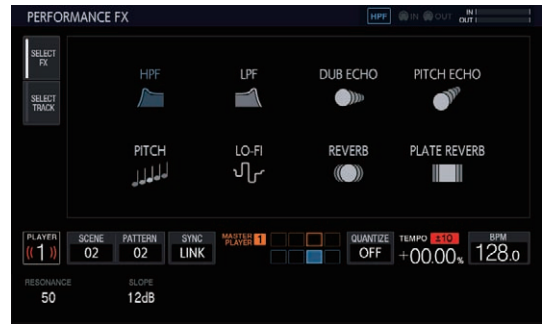 PERFORMANCE FX
HPF
IN OUT
IN
OUT
SELECT
FX
SELECT
TRACK
HPF LPF DUB ECHO PITCH ECHO
PITCH LO-FI REVERB PLATE REVERB
PLAYER
1
SCENE
02
PATTERN
02
SYNC
LINK
MASTER
PLAYER 1
QUANTIZE
OFF
TEMPO ±10
+00.00%
BPM
128.0
RESONANCE
50
SLOPE
12dB